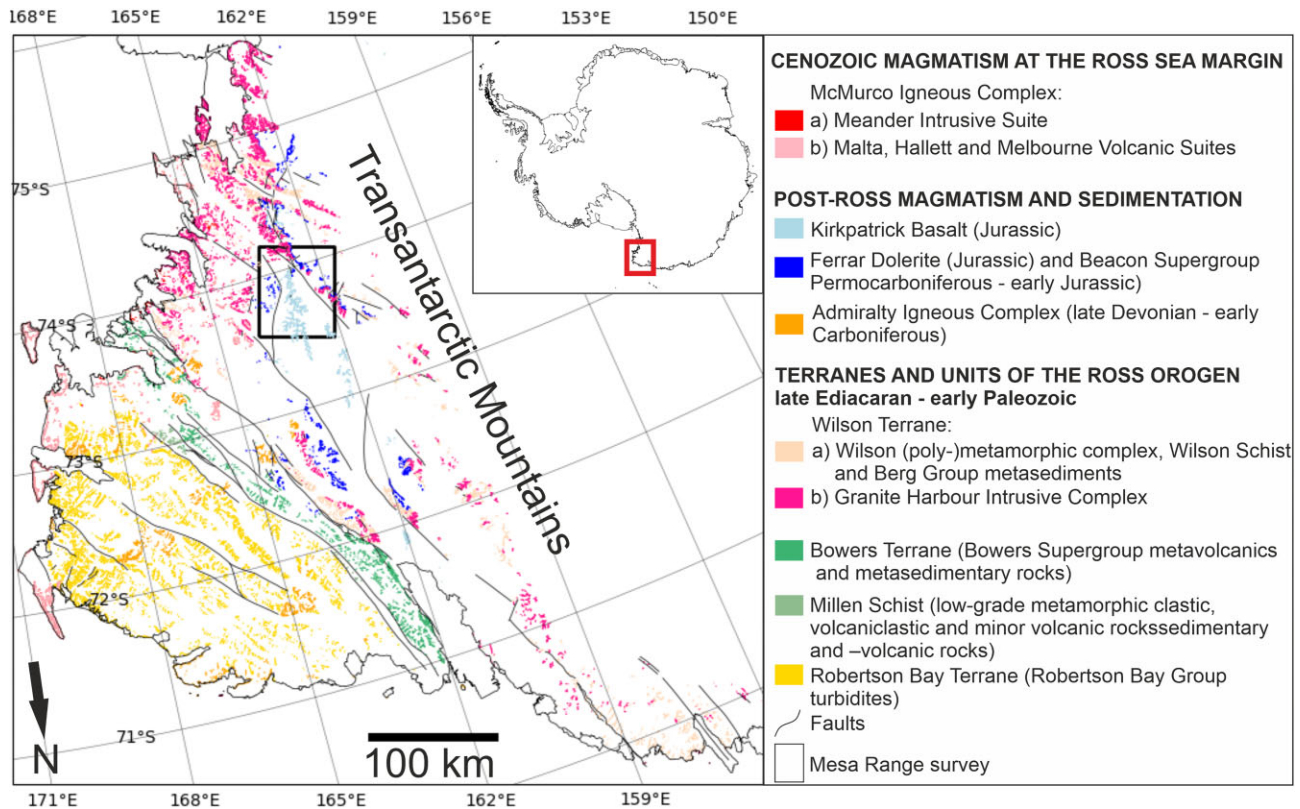 168°E 165°E 162°E 159°E 156°E 153°E 150°E
75°S
74°S
73°S
72°S
71°S
Transantarctic Mountains
N
100 km
171°E 168°E 165°E 162°E 159°E
CENOZOIC MAGMATISM AT THE ROSS SEA MARGIN
McMurco Igneous Complex:
a) Meander Intrusive Suite
b) Malta, Hallett and Melbourne Volcanic Suites
POST-ROSS MAGMATISM AND SEDIMENTATION
Kirkpatrick Basalt (Jurassic)
Ferrar Dolerite (Jurassic) and Beacon Supergroup
Permocarboniferous - early Jurassic)
Admiralty Igneous Complex (late Devonian - early
Carboniferous)
TERRANES AND UNITS OF THE ROSS OROGEN
late Ediacaran - early Paleozoic
Wilson Terrane:
a) Wilson (poly-)metamorphic complex, Wilson Schist
and Berg Group metasediments
b) Granite Harbour Intrusive Complex
Bowers Terrane (Bowers Supergroup metavolcanics
and metasedimentary rocks)
Millen Schist (low-grade metamorphic clastic,
volcaniclastic and minor volcanic rockssedimentary
and –volcanic rocks)
Robertson Bay Terrane (Robertson Bay Group
turbidites)
Faults
Mesa Range survey